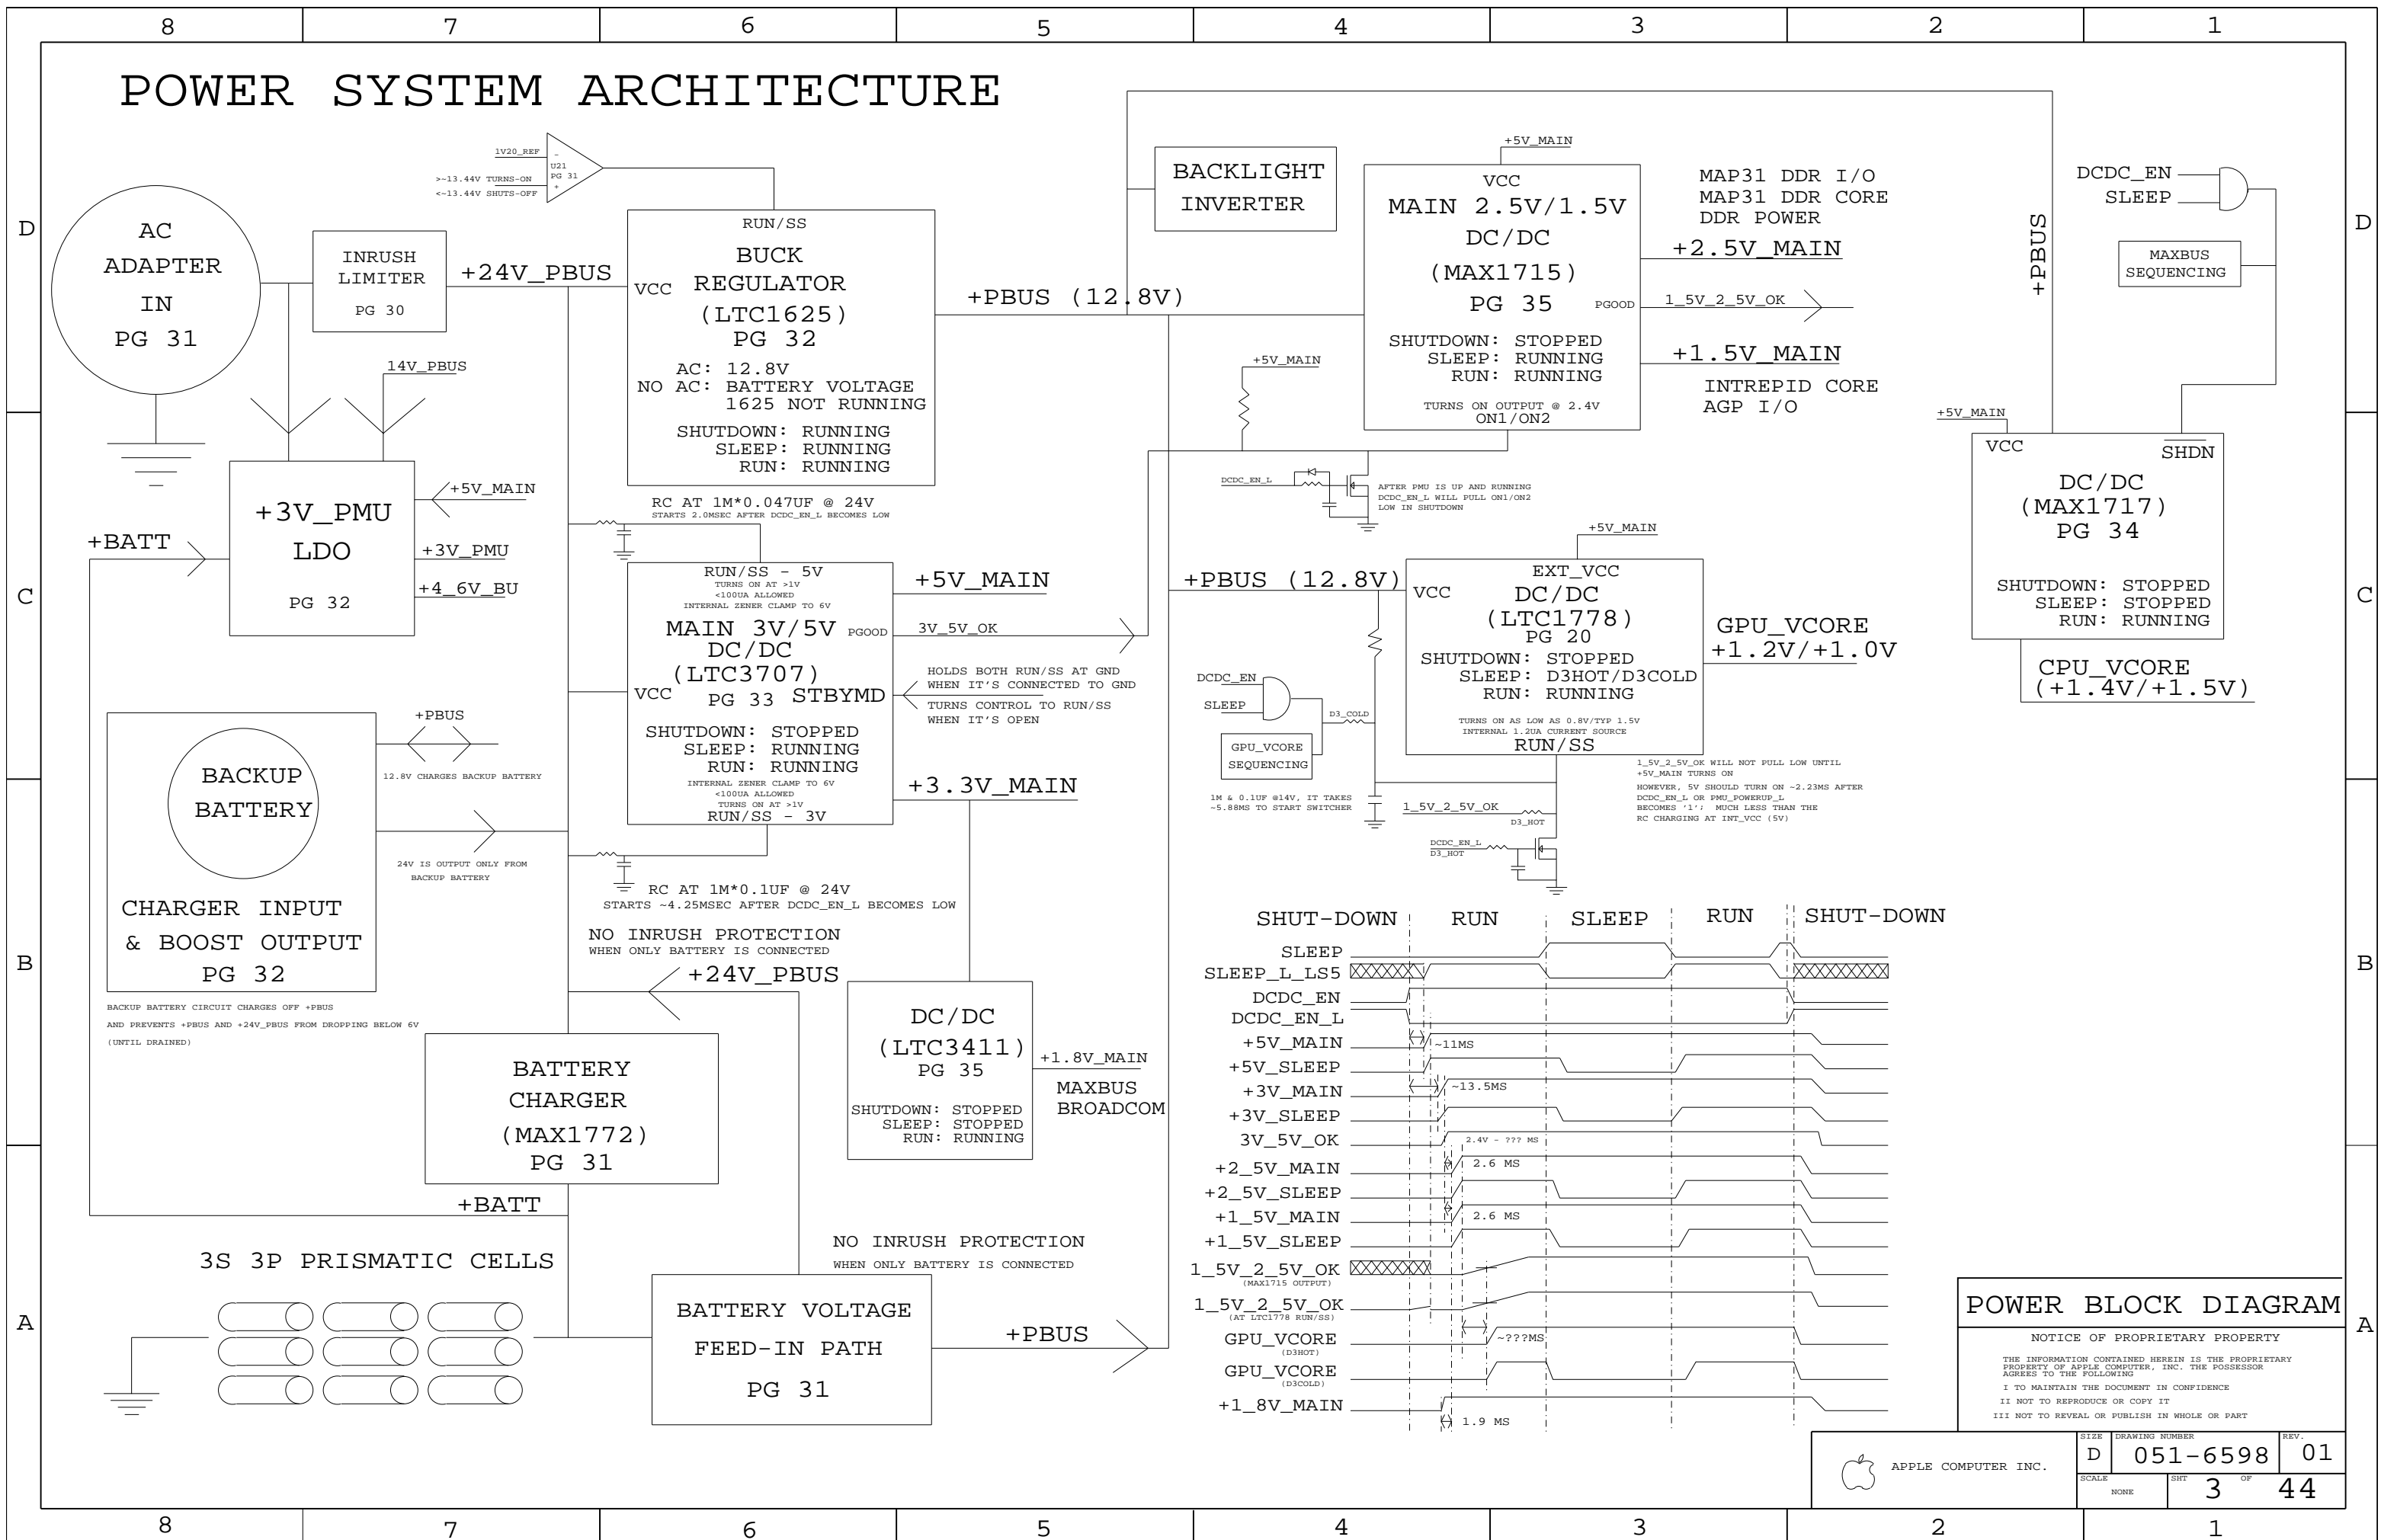 8 7 6 5 4 3 2 1
POWER SYSTEM ARCHITECTURE
D
C
B
A
AC
ADAPTER
IN
PG 31
INRUSH
LIMITER
PG 30
+24V_PBUS
1V20_REF
>~13.44V TURNS-ON
<~13.44V SHUTS-OFF
-
U21
PG 31
+
RUN/SS
BUCK
REGULATOR
VCC
(LTC1625)
PG 32
AC: 12.8V
NO AC: BATTERY VOLTAGE
1625 NOT RUNNING
SHUTDOWN: RUNNING
SLEEP: RUNNING
RUN: RUNNING
+PBUS (12.8V)
BACKLIGHT
INVERTER
+5V_MAIN
VCC
MAIN 2.5V/1.5V
DC/DC
(MAX1715)
PG 35
PGOOD
SHUTDOWN: STOPPED
SLEEP: RUNNING
RUN: RUNNING
TURNS ON OUTPUT @ 2.4V
ON1/ON2
MAP31 DDR I/O
MAP31 DDR CORE
DDR POWER
+2.5V_MAIN
1_5V_2_5V_OK
+1.5V_MAIN
INTREPID CORE
AGP I/O
+PBUS
DCDC_EN
SLEEP
MAXBUS
SEQUENCING
+5V_MAIN
VCC
SHDN
DC/DC
(MAX1717)
PG 34
SHUTDOWN: STOPPED
SLEEP: STOPPED
RUN: RUNNING
CPU_VCORE
(+1.4V/+1.5V)
14V_PBUS
+3V_PMU
LDO
PG 32
+BATT
+5V_MAIN
+3V_PMU
+4_6V_BU
RC AT 1M*0.047UF @ 24V
STARTS 2.0MSEC AFTER DCDC_EN_L BECOMES LOW
RUN/SS - 5V
TURNS ON AT >1V
<100UA ALLOWED
INTERNAL ZENER CLAMP TO 6V
MAIN 3V/5V
PGOOD
DC/DC
(LTC3707)
VCC
PG 33
STBYMD
SHUTDOWN: STOPPED
SLEEP: RUNNING
RUN: RUNNING
INTERNAL ZENER CLAMP TO 6V
<100UA ALLOWED
TURNS ON AT >1V
RUN/SS - 3V
+5V_MAIN
3V_5V_OK
HOLDS BOTH RUN/SS AT GND
WHEN IT'S CONNECTED TO GND
TURNS CONTROL TO RUN/SS
WHEN IT'S OPEN
+3.3V_MAIN
RC AT 1M*0.1UF @ 24V
STARTS ~4.25MSEC AFTER DCDC_EN_L BECOMES LOW
+5V_MAIN
DCDC_EN_L
AFTER PMU IS UP AND RUNNING
DCDC_EN_L WILL PULL ON1/ON2
LOW IN SHUTDOWN
+PBUS (12.8V)
+5V_MAIN
EXT_VCC
VCC
DC/DC
(LTC1778)
PG 20
SHUTDOWN: STOPPED
SLEEP: D3HOT/D3COLD
RUN: RUNNING
TURNS ON AS LOW AS 0.8V/TYP 1.5V
INTERNAL 1.2UA CURRENT SOURCE
RUN/SS
GPU_VCORE
+1.2V/+1.0V
DCDC_EN
SLEEP
D3_COLD
GPU_VCORE
SEQUENCING
1M & 0.1UF @14V, IT TAKES
~5.88MS TO START SWITCHER
1_5V_2_5V_OK
D3_HOT
DCDC_EN_L
D3_HOT
1_5V_2_5V_OK WILL NOT PULL LOW UNTIL
+5V_MAIN TURNS ON
HOWEVER, 5V SHOULD TURN ON ~2.23MS AFTER
DCDC_EN_L OR PMU_POWERUP_L
BECOMES '1'; MUCH LESS THAN THE
RC CHARGING AT INT_VCC (5V)
BACKUP
BATTERY
CHARGER INPUT
& BOOST OUTPUT
PG 32
+PBUS
12.8V CHARGES BACKUP BATTERY
24V IS OUTPUT ONLY FROM
BACKUP BATTERY
BACKUP BATTERY CIRCUIT CHARGES OFF +PBUS
AND PREVENTS +PBUS AND +24V_PBUS FROM DROPPING BELOW 6V
(UNTIL DRAINED)
NO INRUSH PROTECTION
WHEN ONLY BATTERY IS CONNECTED
+24V_PBUS
BATTERY
CHARGER
(MAX1772)
PG 31
+BATT
DC/DC
(LTC3411)
PG 35
SHUTDOWN: STOPPED
SLEEP: STOPPED
RUN: RUNNING
+1.8V_MAIN
MAXBUS
BROADCOM
3S 3P PRISMATIC CELLS
NO INRUSH PROTECTION
WHEN ONLY BATTERY IS CONNECTED
BATTERY VOLTAGE
FEED-IN PATH
PG 31
+PBUS
SHUT-DOWN RUN SLEEP RUN SHUT-DOWN
SLEEP
SLEEP_L_LS5
DCDC_EN
DCDC_EN_L
+5V_MAIN
~11MS
+5V_SLEEP
+3V_MAIN
~13.5MS
+3V_SLEEP
3V_5V_OK
2.4V - ??? MS
+2_5V_MAIN
2.6 MS
+2_5V_SLEEP
+1_5V_MAIN
2.6 MS
+1_5V_SLEEP
1_5V_2_5V_OK
(MAX1715 OUTPUT)
1_5V_2_5V_OK
(AT LTC1778 RUN/SS)
GPU_VCORE
(D3HOT)
~???MS
GPU_VCORE
(D3COLD)
+1_8V_MAIN
1.9 MS
POWER BLOCK DIAGRAM
NOTICE OF PROPRIETARY PROPERTY
THE INFORMATION CONTAINED HEREIN IS THE PROPRIETARY
PROPERTY OF APPLE COMPUTER, INC. THE POSSESSOR
AGREES TO THE FOLLOWING
I TO MAINTAIN THE DOCUMENT IN CONFIDENCE
II NOT TO REPRODUCE OR COPY IT
III NOT TO REVEAL OR PUBLISH IN WHOLE OR PART
APPLE COMPUTER INC.
SIZE
D
DRAWING NUMBER
051-6598
REV.
01
SCALE
NONE
SHT
3
OF
44
D
C
B
A
8 7 6 5 4 3 2 1